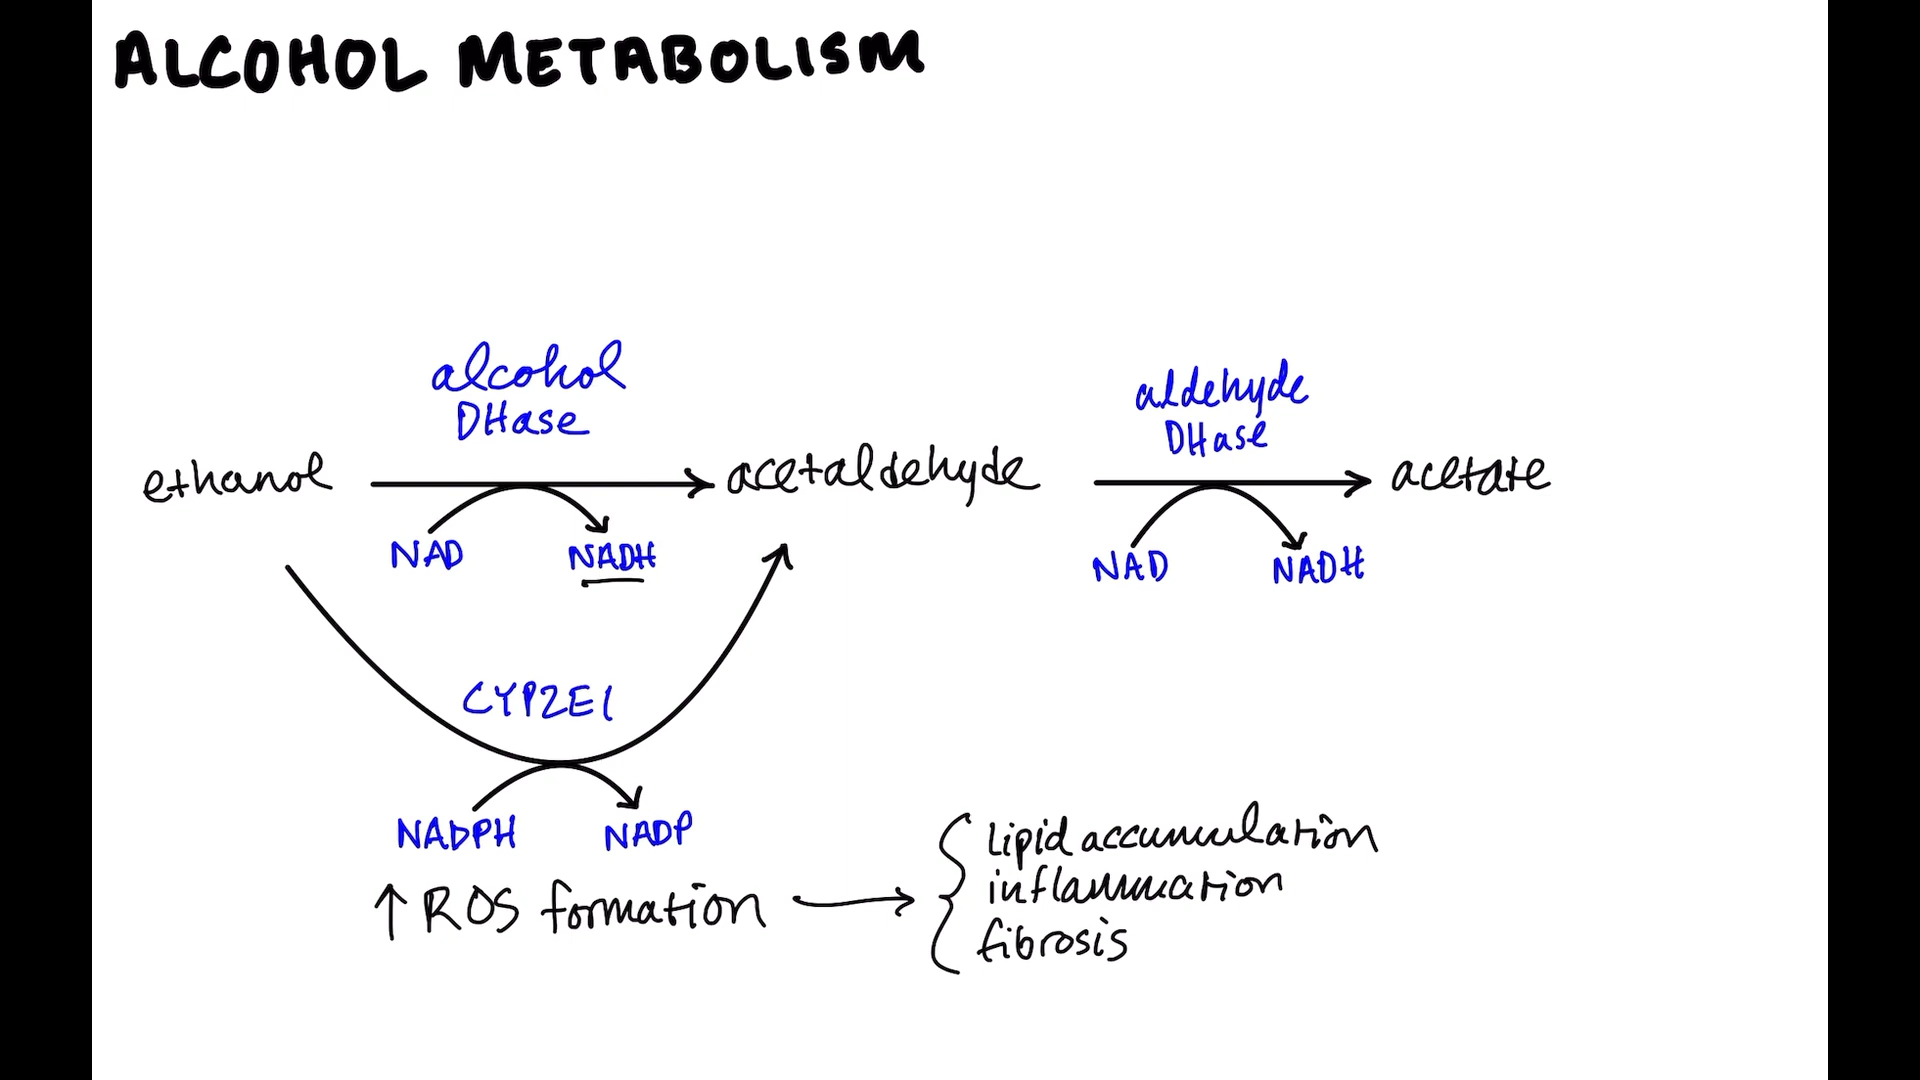 ALCOHOL METABOLISM
alcohol
DHase
ethanol
acetaldehyde
aldehyde
DHase
acetate
NAD
NADH
NAD
NADH
CYP2E1
NADPH
NADP
↑ ROS formation
Lipid accumulation
inflammation
fibrosis